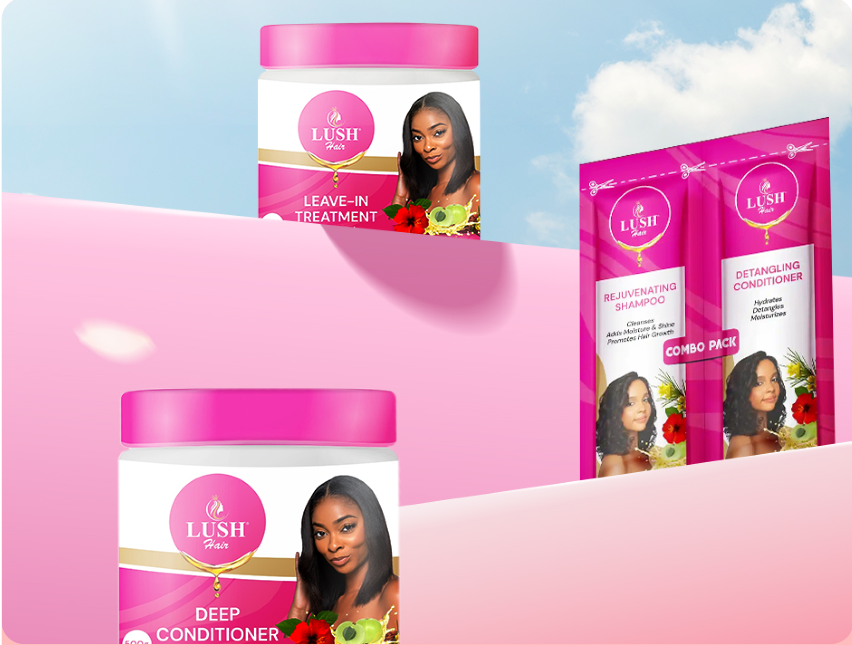 LUSH
Hair
LEAVE-IN
TREATMENT
LUSH
Hair
REJUVENATING
SHAMPOO
Cleanses
Adds Moisture & Shine
Promotes Hair Growth
LUSH
Hair
DETANGLING
CONDITIONER
Hydrates
Detangles
Moisturizes
COMBO PACK
LUSH
Hair
DEEP
CONDITIONER